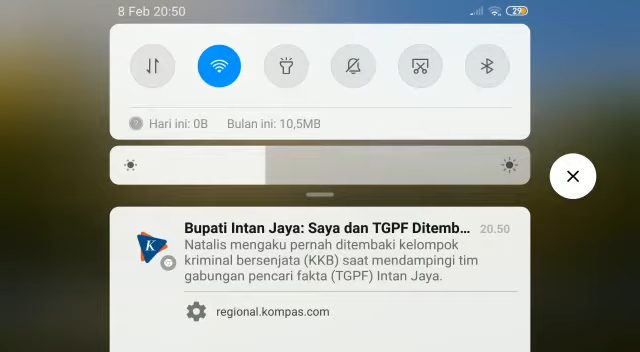 8 Feb 20:50
29
Hari ini: 0B Bulan ini: 10,5MB
K
Bupati Intan Jaya: Saya dan TGPF Ditemb... 20.50
Natalis mengaku pernah ditembaki kelompok
kriminal bersenjata (KKB) saat mendampingi tim
gabungan pencari fakta (TGPF) Intan Jaya.
regional.kompas.com